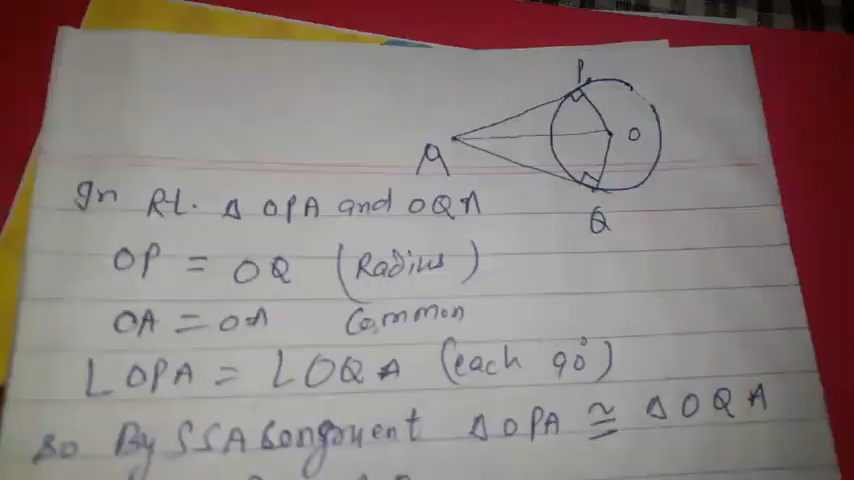 P
O
A
Q
In Rt. Δ OPA and OQA
OP = OQ (Radius)
OA = OA Common
∠OPA = ∠OQA (each 90°)
so By SSA Congruent Δ OPA ≅ Δ OQA